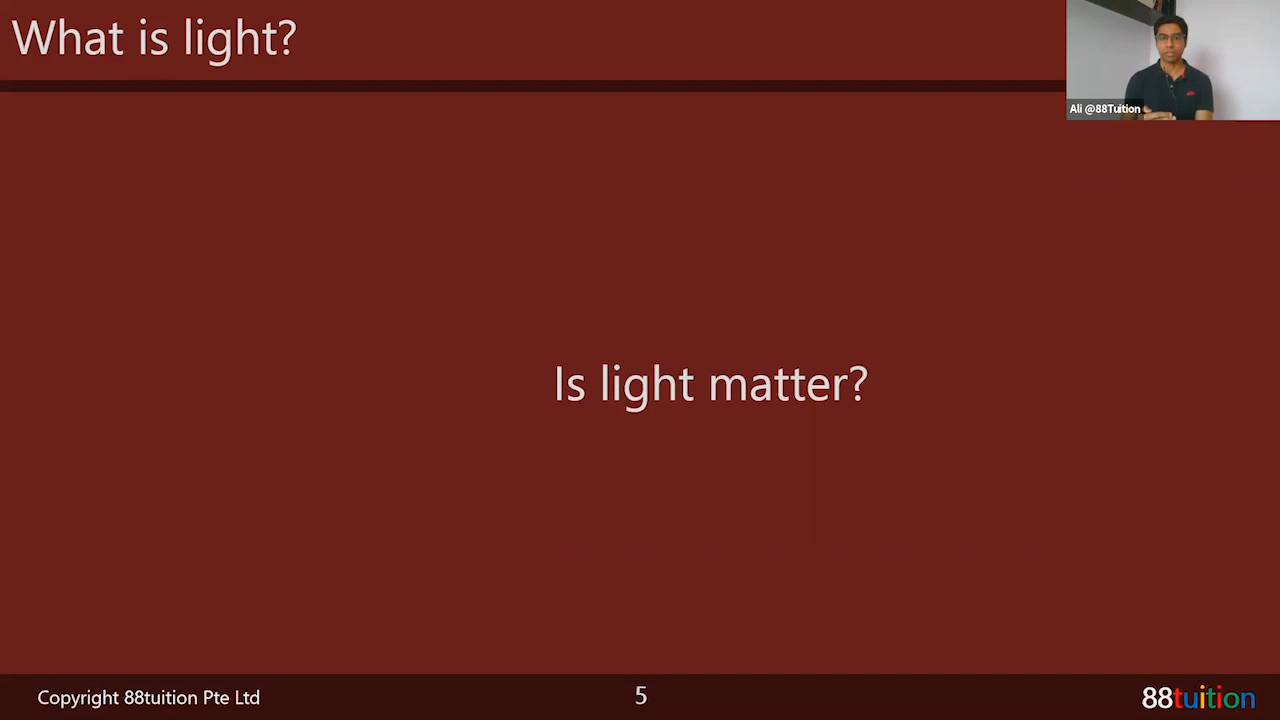 What is light?
Ali @88Tuition
Is light matter?
Copyright 88tuition Pte Ltd
5
88tuition